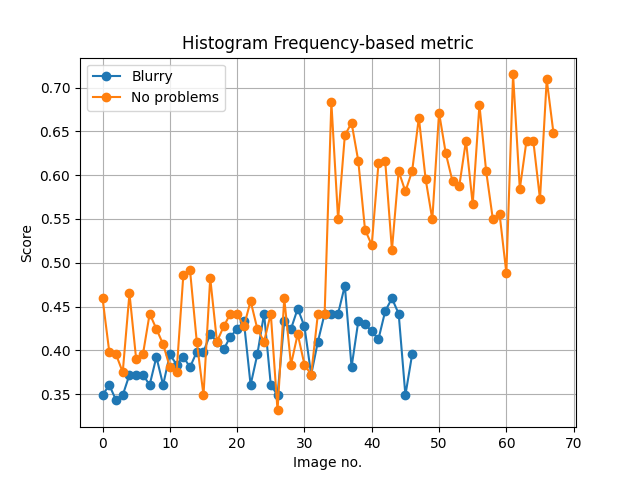 Histogram Frequency-based metric
Blurry
No problems
Score
0.70
0.65
0.60
0.55
0.50
0.45
0.40
0.35
0 10 20 30 40 50 60 70
Image no.